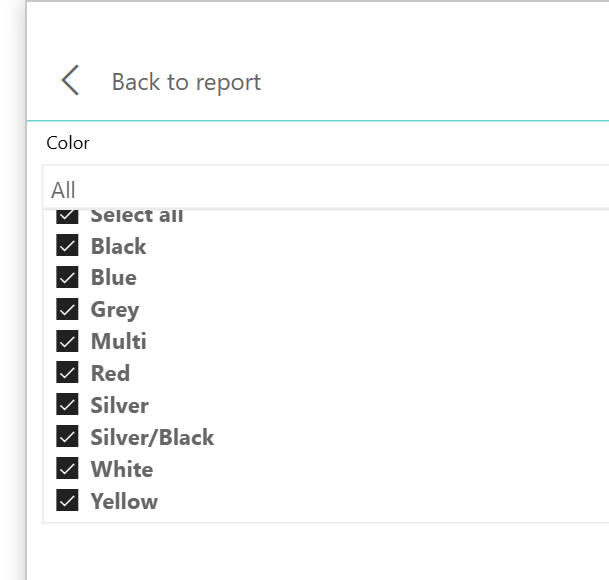 Back to report
Color
All
Select all
Black
Blue
Grey
Multi
Red
Silver
Silver/Black
White
Yellow